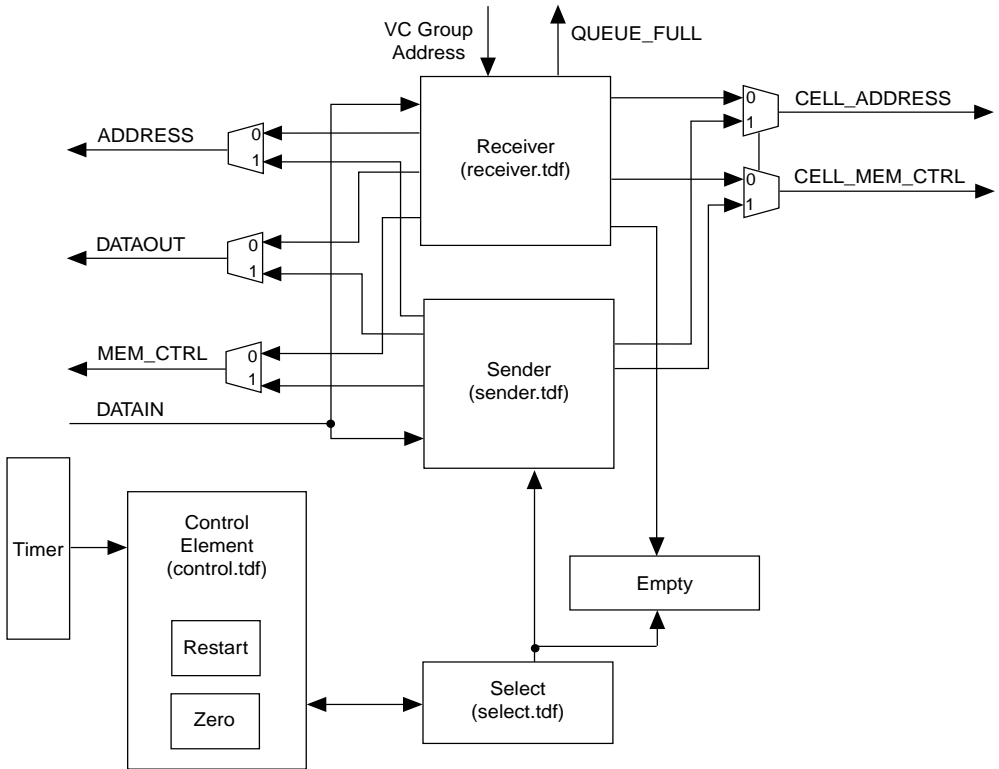 VC Group
Address
QUEUE_FULL
Receiver
(receiver.tdf)
0
1
CELL_ADDRESS
0
1
CELL_MEM_CTRL
ADDRESS
0
1
DATAOUT
0
1
MEM_CTRL
0
1
DATAIN
Sender
(sender.tdf)
Timer
Control
Element
(control.tdf)
Restart
Zero
Empty
Select
(select.tdf)